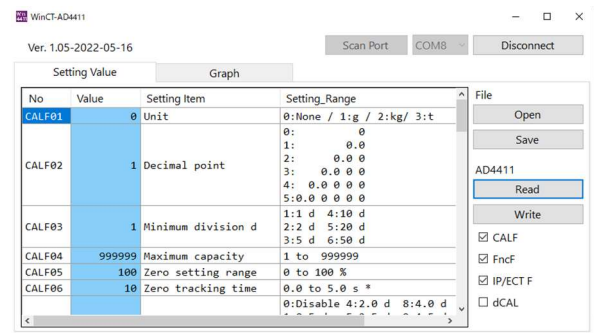 WinCT-AD4411
Ver. 1.05-2022-05-16
Scan Port
COM8
Disconnect
Setting Value
Graph
No Value Setting Item Setting_Range
CALF01 0 Unit 0:None / 1:g / 2:kg/ 3:t
0: 0
1: 0.0
2: 0.0 0
CALF02 1 Decimal point
3: 0.0 0 0
4: 0.0 0 0 0
5:0.0 0 0 0 0
1:1 d 4:10 d
CALF03 1 Minimum division d 2:2 d 5:20 d
3:5 d 6:50 d
CALF04 999999 Maximum capacity 1 to 999999
CALF05 100 Zero setting range 0 to 100 %
CALF06 10 Zero tracking time 0.0 to 5.0 s *
0:Disable 4:2.0 d 8:4.0 d
File
Open
Save
AD4411
Read
Write
CALF
FncF
IP/ECT F
dCAL